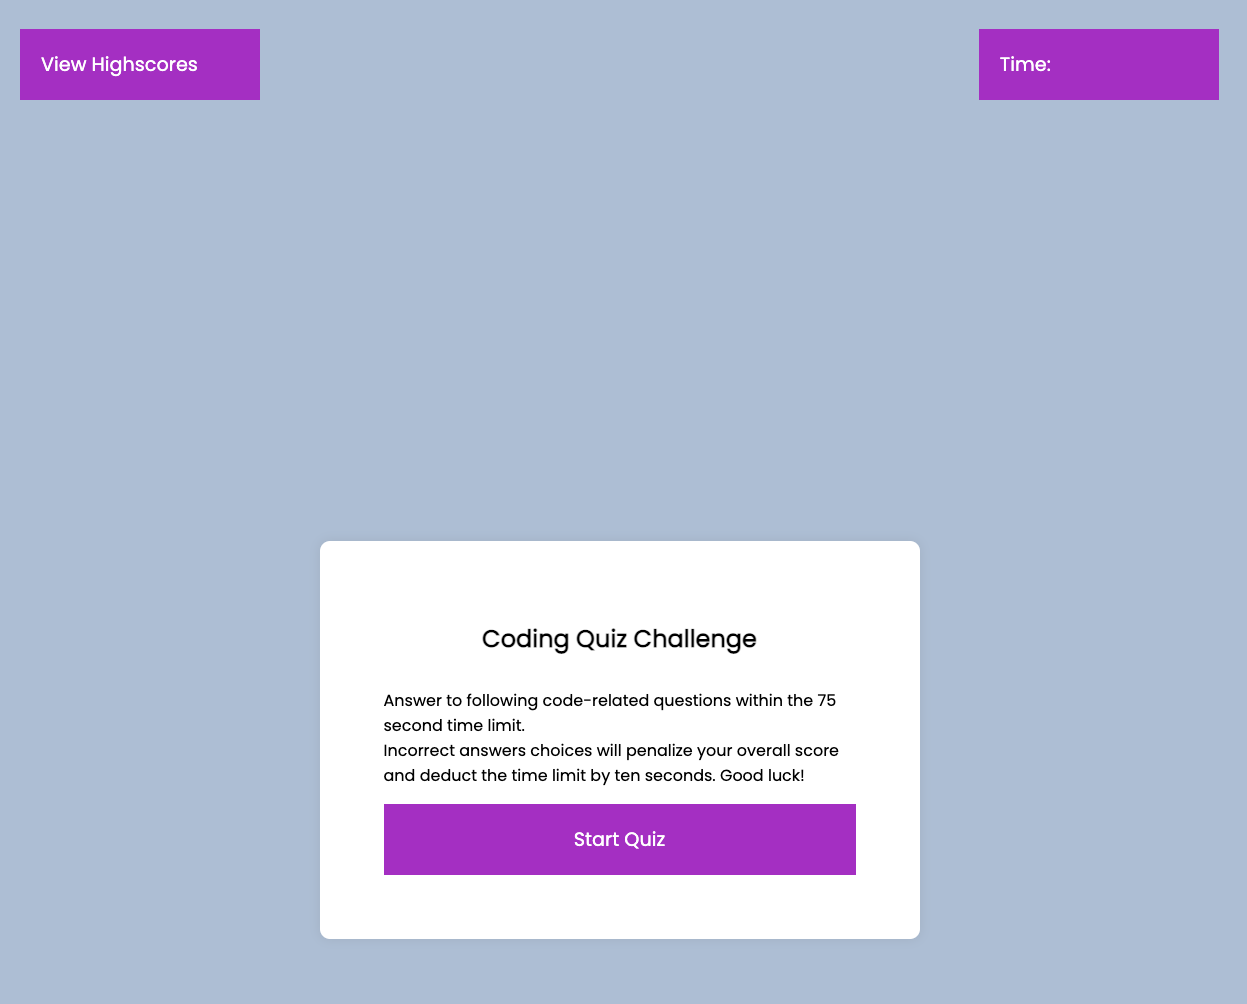 View Highscores
Time:
Coding Quiz Challenge
Answer to following code-related questions within the 75
second time limit.
Incorrect answers choices will penalize your overall score
and deduct the time limit by ten seconds. Good luck!
Start Quiz